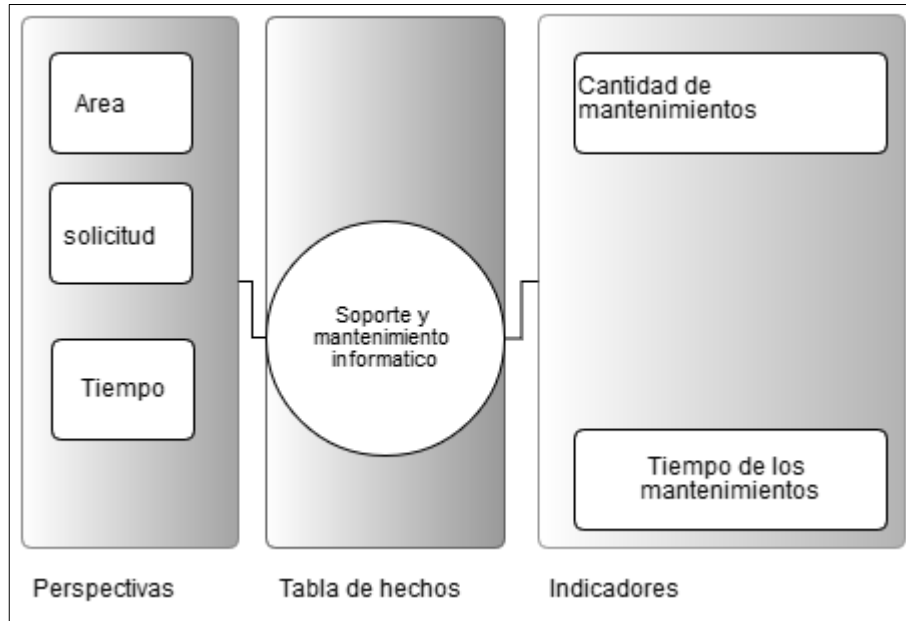 Area
solicitud
Tiempo
Soporte y
mantenimiento
informatico
Cantidad de
mantenimientos
Tiempo de los
mantenimientos
Perspectivas
Tabla de hechos
Indicadores